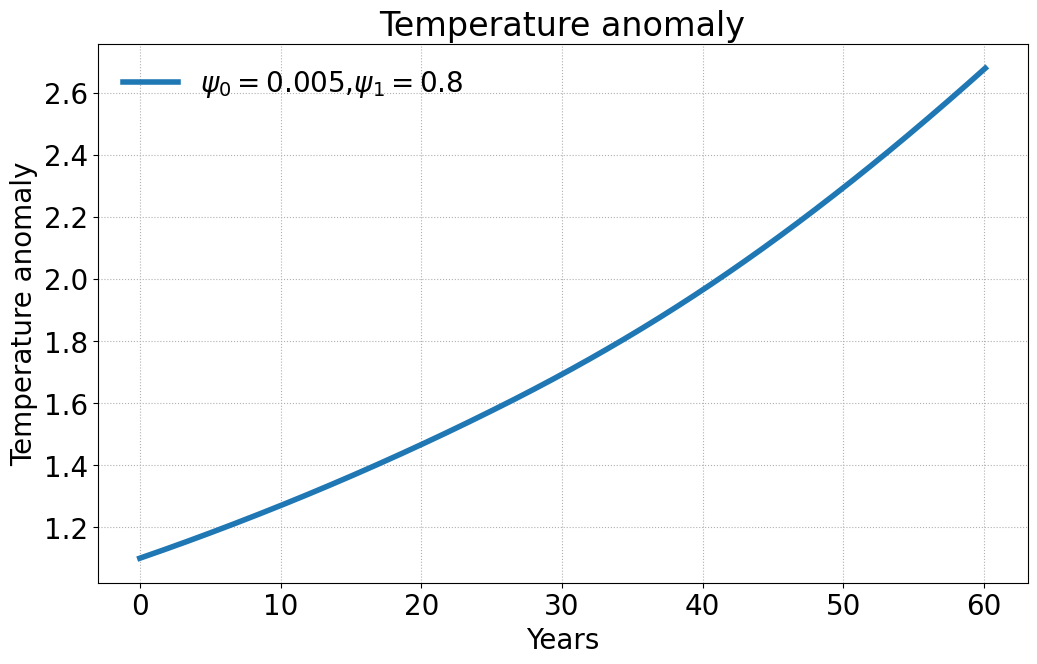 Temperature anomaly
ψ₀ = 0.005,ψ₁ = 0.8
Temperature anomaly
2.6
2.4
2.2
2.0
1.8
1.6
1.4
1.2
0 10 20 30 40 50 60
Years